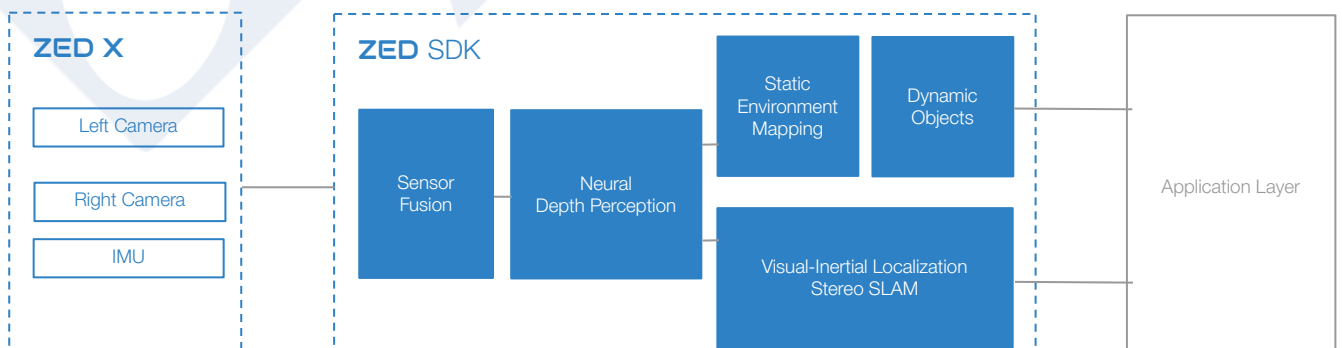 ZED X
Left Camera
Right Camera
IMU
ZED SDK
Sensor
Fusion
Neural
Depth Perception
Static
Environment
Mapping
Dynamic
Objects
Visual-Inertial Localization
Stereo SLAM
Application Layer